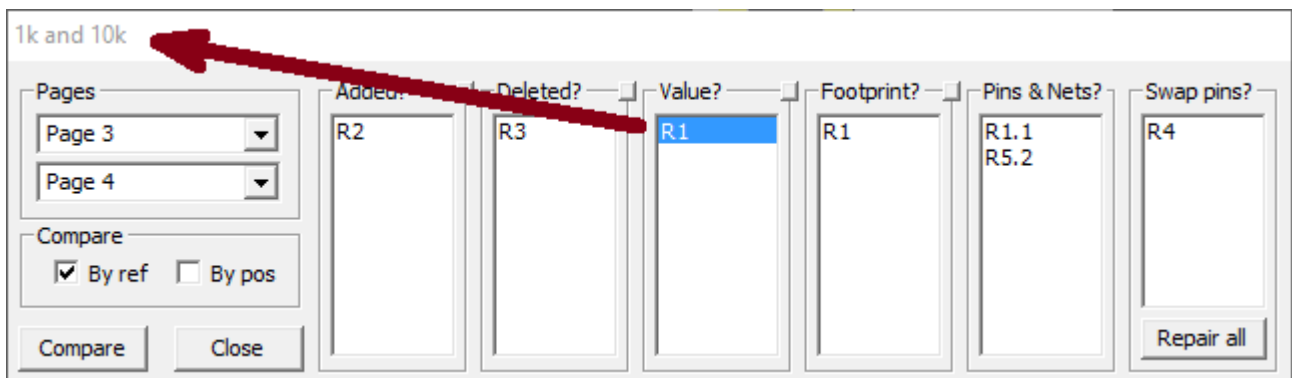 1k and 10k
Pages
Page 3
Page 4
Compare
By ref
By pos
Compare
Close
Added?
R2
Deleted?
R3
Value?
R1
Footprint?
R1
Pins & Nets?
R1.1
R5.2
Swap pins?
R4
Repair all